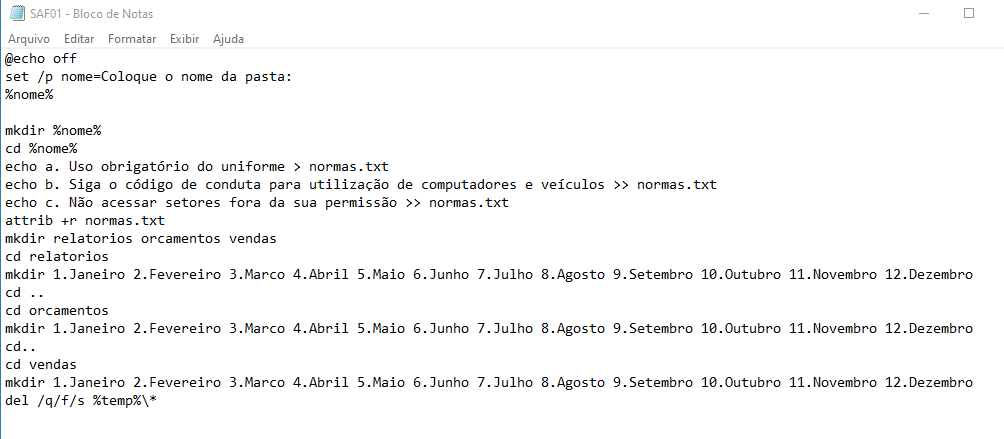 SAF01 - Bloco de Notas
Arquivo Editar Formatar Exibir Ajuda
@echo off
set /p nome=Coloque o nome da pasta:
%nome%

mkdir %nome%
cd %nome%
echo a. Uso obrigatório do uniforme > normas.txt
echo b. Siga o código de conduta para utilização de computadores e veículos >> normas.txt
echo c. Não acessar setores fora da sua permissão >> normas.txt
attrib +r normas.txt
mkdir relatorios orcamentos vendas
cd relatorios
mkdir 1.Janeiro 2.Fevereiro 3.Marco 4.Abril 5.Maio 6.Junho 7.Julho 8.Agosto 9.Setembro 10.Outubro 11.Novembro 12.Dezembro
cd ..
cd orcamentos
mkdir 1.Janeiro 2.Fevereiro 3.Marco 4.Abril 5.Maio 6.Junho 7.Julho 8.Agosto 9.Setembro 10.Outubro 11.Novembro 12.Dezembro
cd..
cd vendas
mkdir 1.Janeiro 2.Fevereiro 3.Marco 4.Abril 5.Maio 6.Junho 7.Julho 8.Agosto 9.Setembro 10.Outubro 11.Novembro 12.Dezembro
del /q/f/s %temp%\*